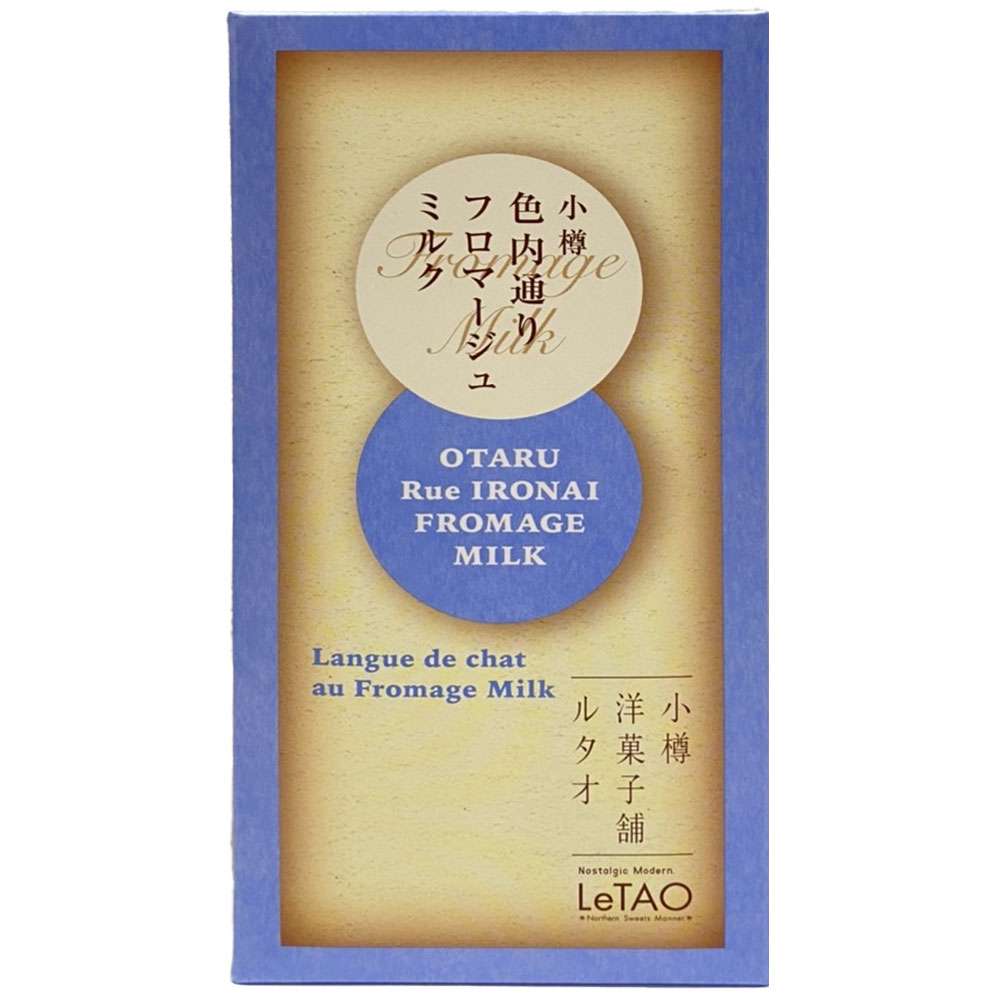 小樽
色内通り
フロマージュ
ミルク
Fromage
Milk
OTARU
Rue IRONAI
FROMAGE
MILK
Langue de chat
au Fromage Milk
小樽
洋菓子舗
ルタオ
Nostalgic Modern.
LeTAO
*Northern Sweets Manner*